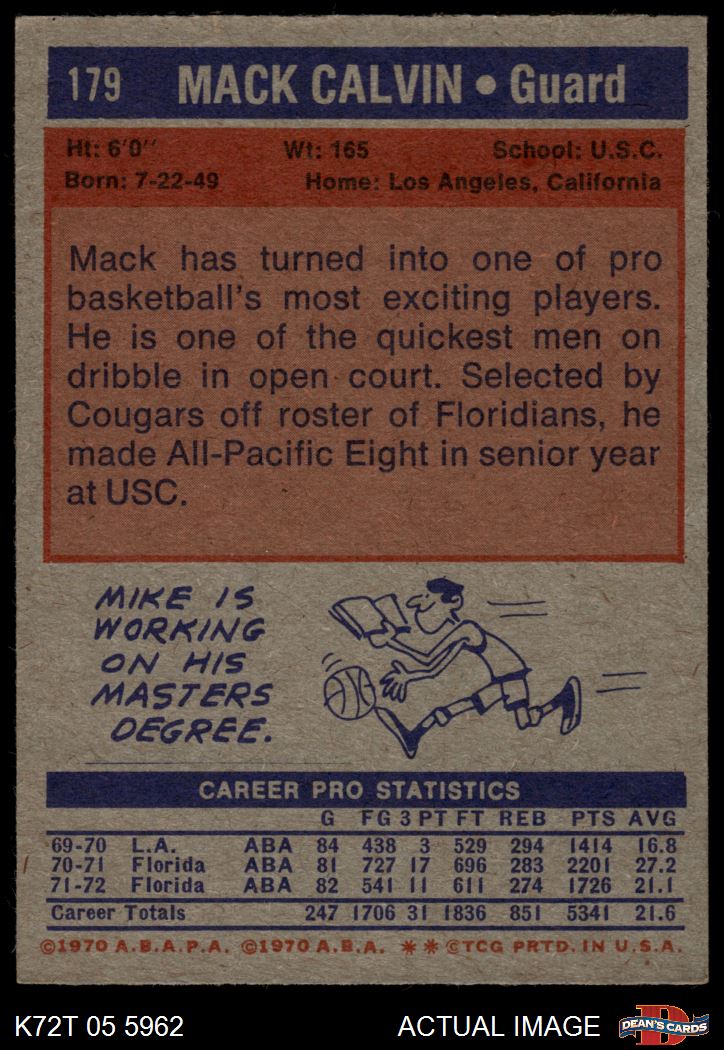 179 MACK CALVIN • Guard
Ht: 6'0" Wt: 165 School: U.S.C.
Born: 7-22-49 Home: Los Angeles, California
Mack has turned into one of pro
basketball's most exciting players.
He is one of the quickest men on
dribble in open court. Selected by
Cougars off roster of Floridians, he
made All-Pacific Eight in senior year
at USC.
MIKE IS
WORKING
ON HIS
MASTERS
DEGREE.
CAREER PRO STATISTICS
G FG 3 PT FT REB PTS AVG
69-70 L.A. ABA 84 438 3 529 294 1414 16.8
70-71 Florida ABA 81 727 17 696 283 2201 27.2
71-72 Florida ABA 82 541 11 611 274 1726 21.1
Career Totals 247 1706 31 1836 851 5341 21.6
©1970 A.B.A.P.A. ©1970 A.B.A. ** ©TCG PRTD. IN U.S.A.
K72T 05 5962 ACTUAL IMAGE D DEAN'S CARDS